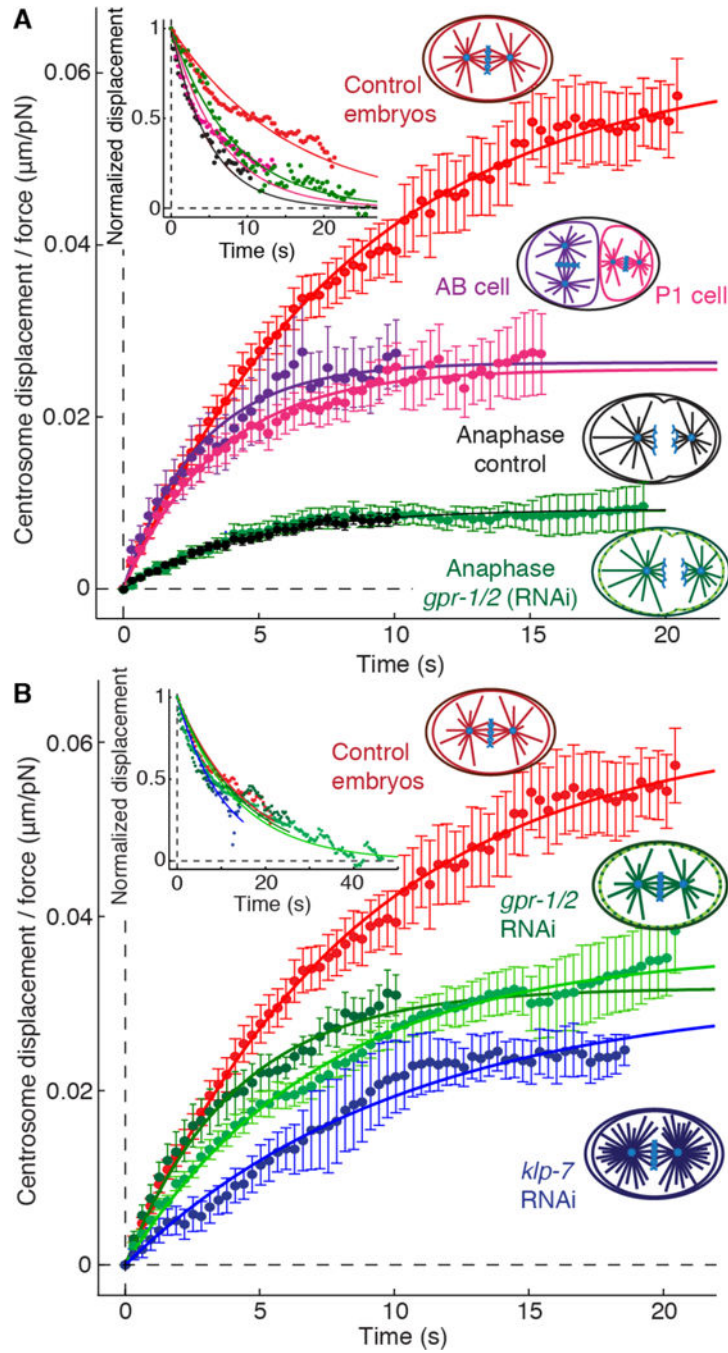 A
Normalized displacement
1
0.5
0
0
10
20
Time (s)
Control
embryos
AB cell
P1 cell
Anaphase
control
Anaphase
gpr-1/2 (RNAi)
Centrosome displacement / force (µm/pN)
0.06
0.04
0.02
0
0
5
10
15
20
Time (s)
B
Normalized displacement
1
0.5
0
0
20
40
Time (s)
Control
embryos
gpr-1/2
RNAi
klp-7
RNAi
Centrosome displacement / force (µm/pN)
0.06
0.04
0.02
0
0
5
10
15
20
Time (s)